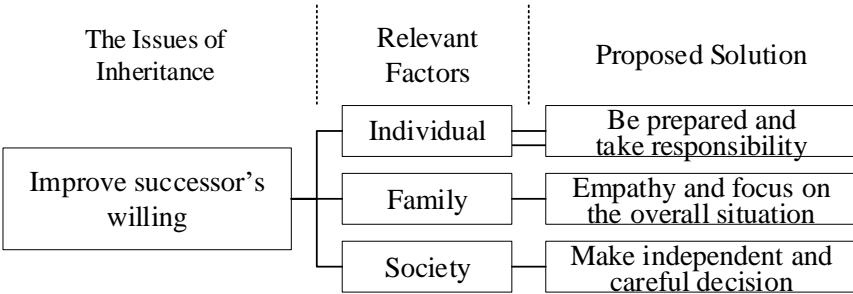 The Issues of
Inheritance
Relevant
Factors
Proposed Solution
Improve successor's
willing
Individual
Be prepared and
take responsibility
Family
Empathy and focus on
the overall situation
Society
Make independent and
careful decision